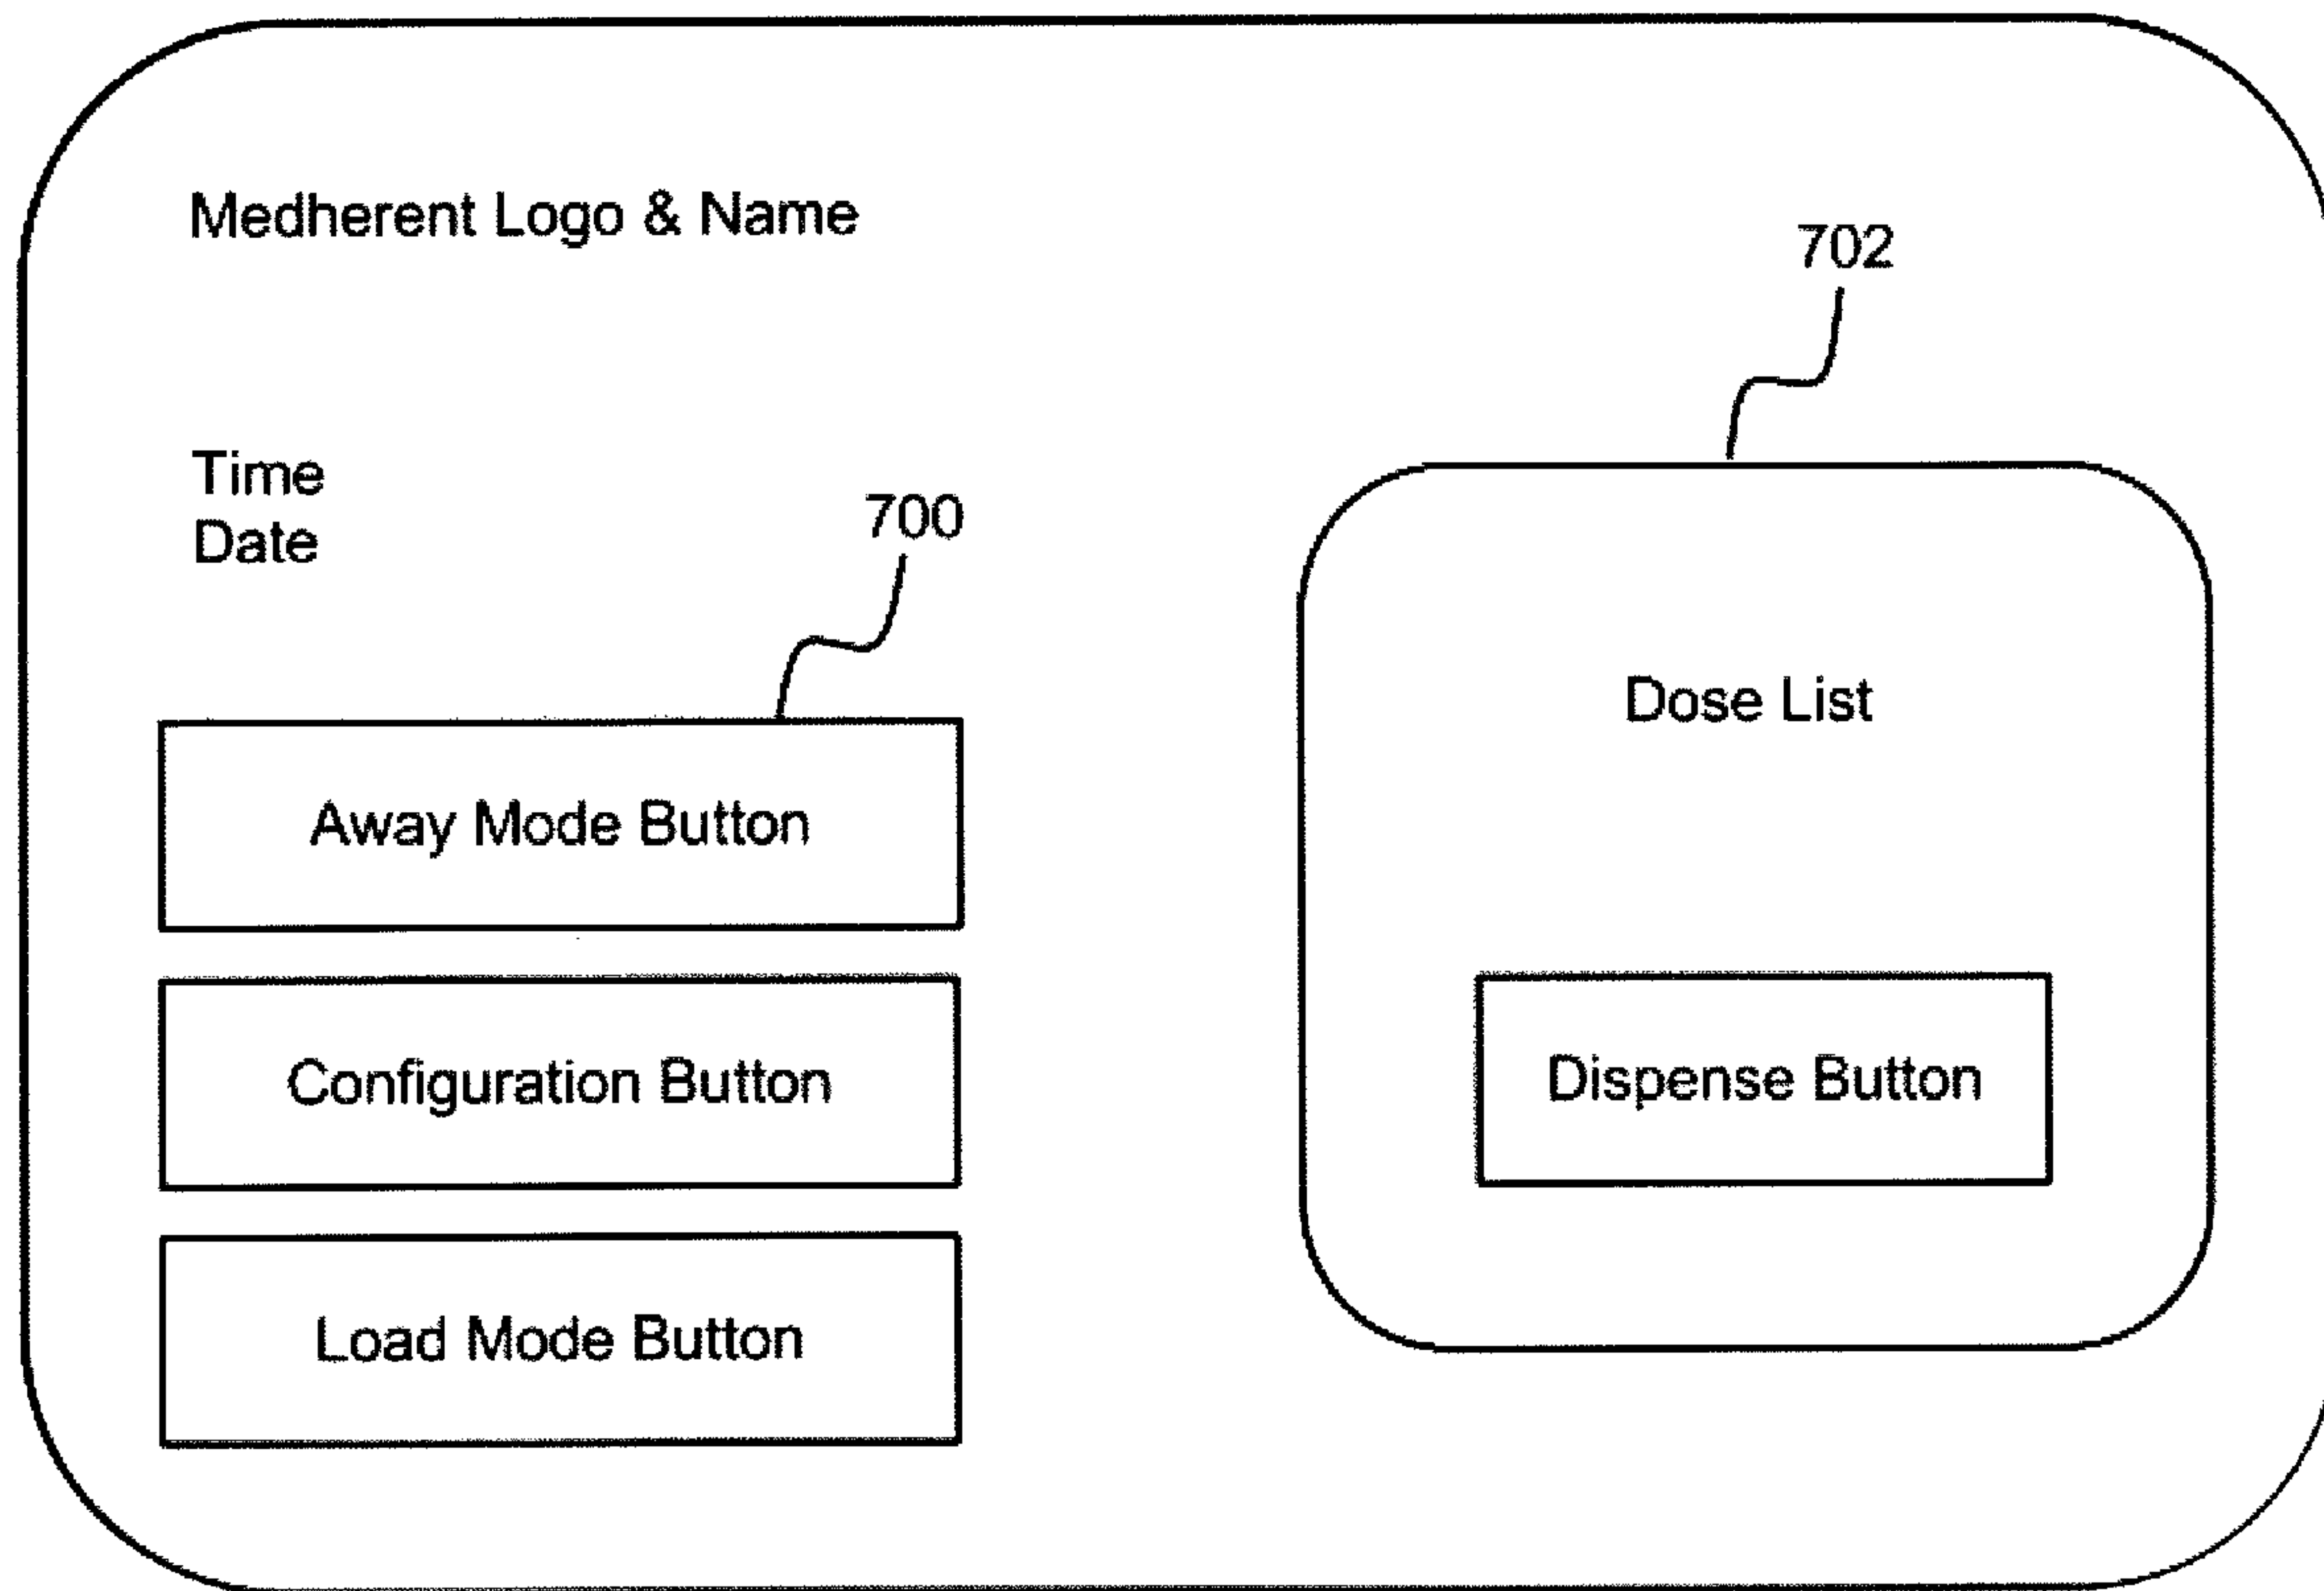 Medherent Logo & Name
702
Time
Date
700
Away Mode Button
Configuration Button
Load Mode Button
Dose List
Dispense Button